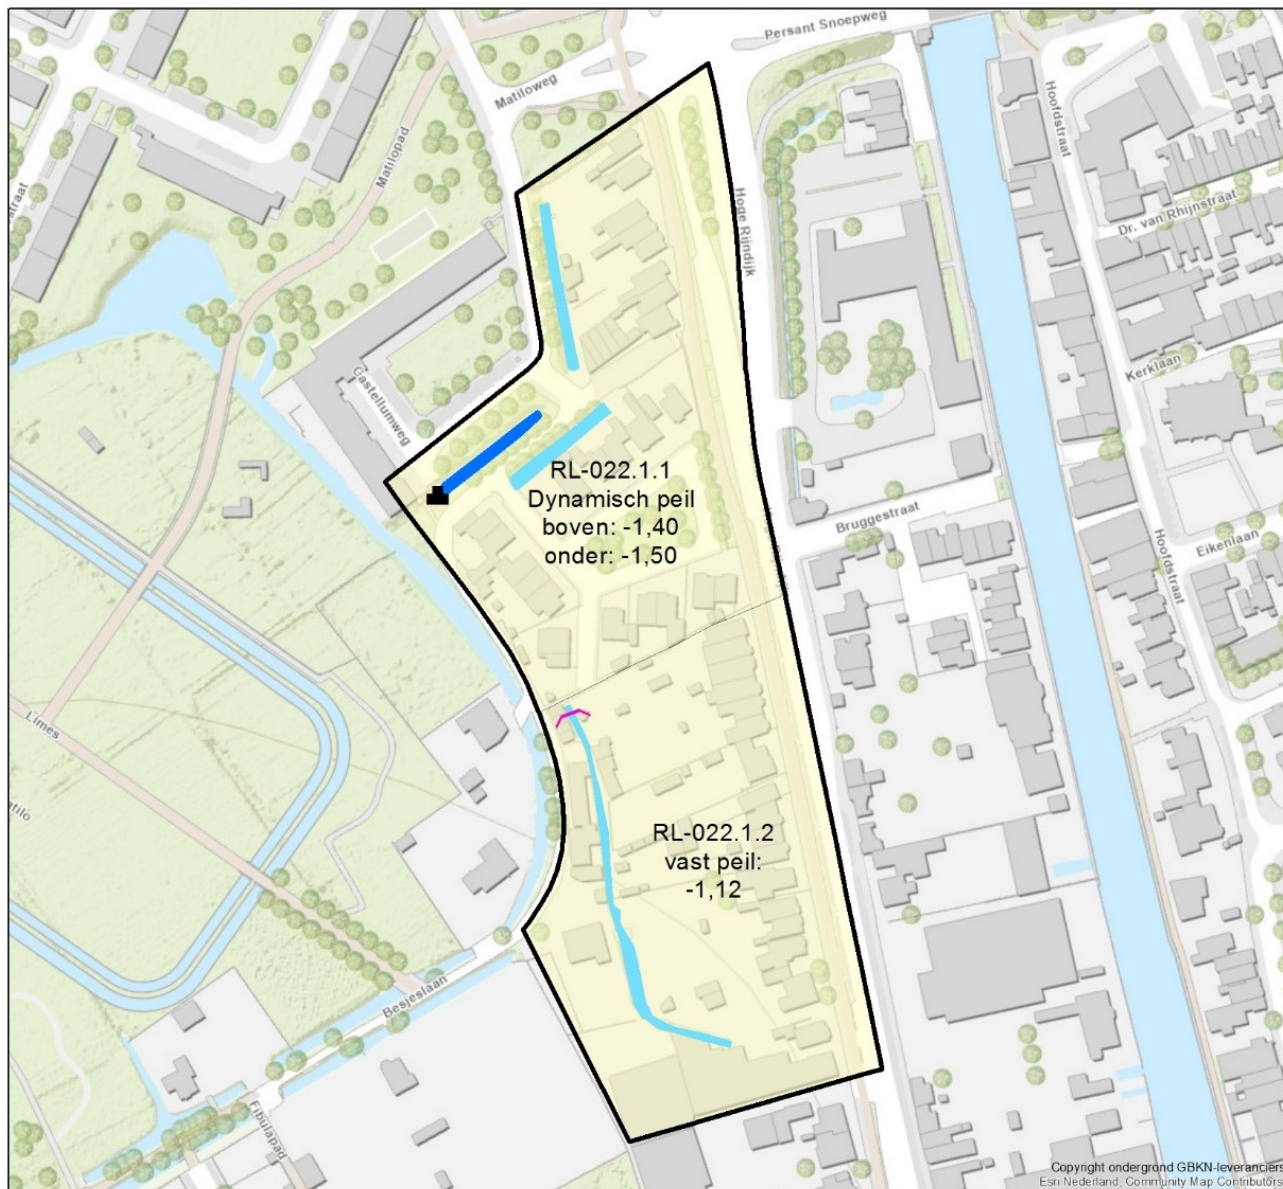 Persant Snoepweg
Matiloweg
Matilopad
straat
Hoge Rijndijk
Hoofdstraat
Dr. van Rhijnstraat
Kerklaan
Castellumweg
RL-022.1.1
Dynamisch peil
boven: -1,40
onder: -1,50
Bruggestraat
Hoofdstraat
Eikenlaan
Limes
atilo
RL-022.1.2
vast peil:
-1,12
Besjeslaan
Fibulapad
Copyright ondergrond GBKN-leveranciers
Esri Nederland, Community Map Contributors